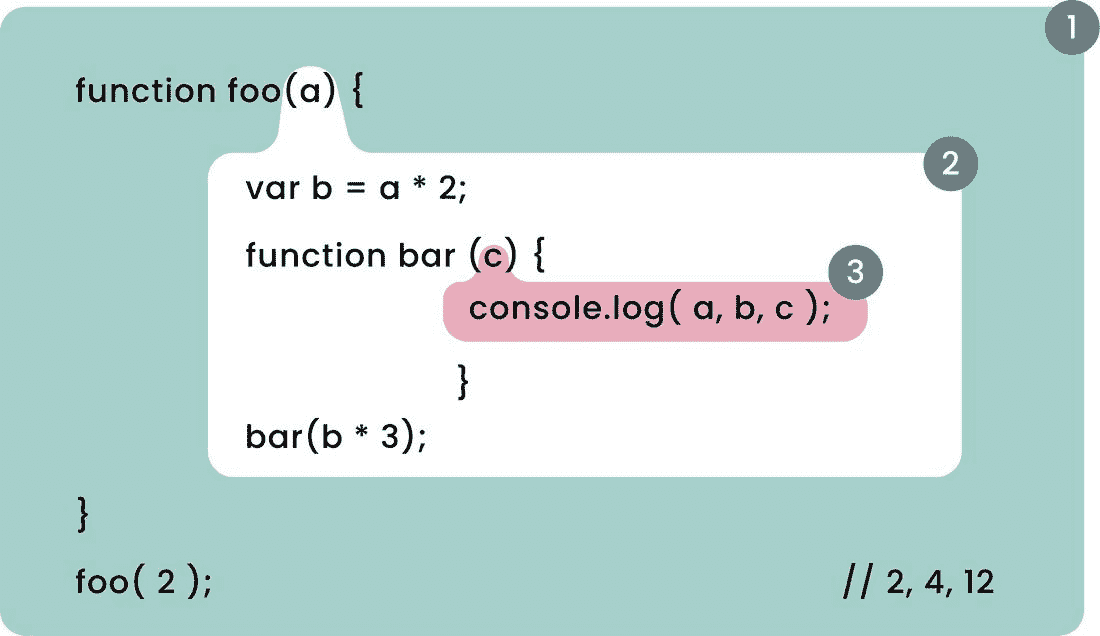 1
function foo(a) {
2
var b = a * 2;
function bar (c) {
3
console.log( a, b, c );
}
bar(b * 3);
}
foo( 2 ); // 2, 4, 12